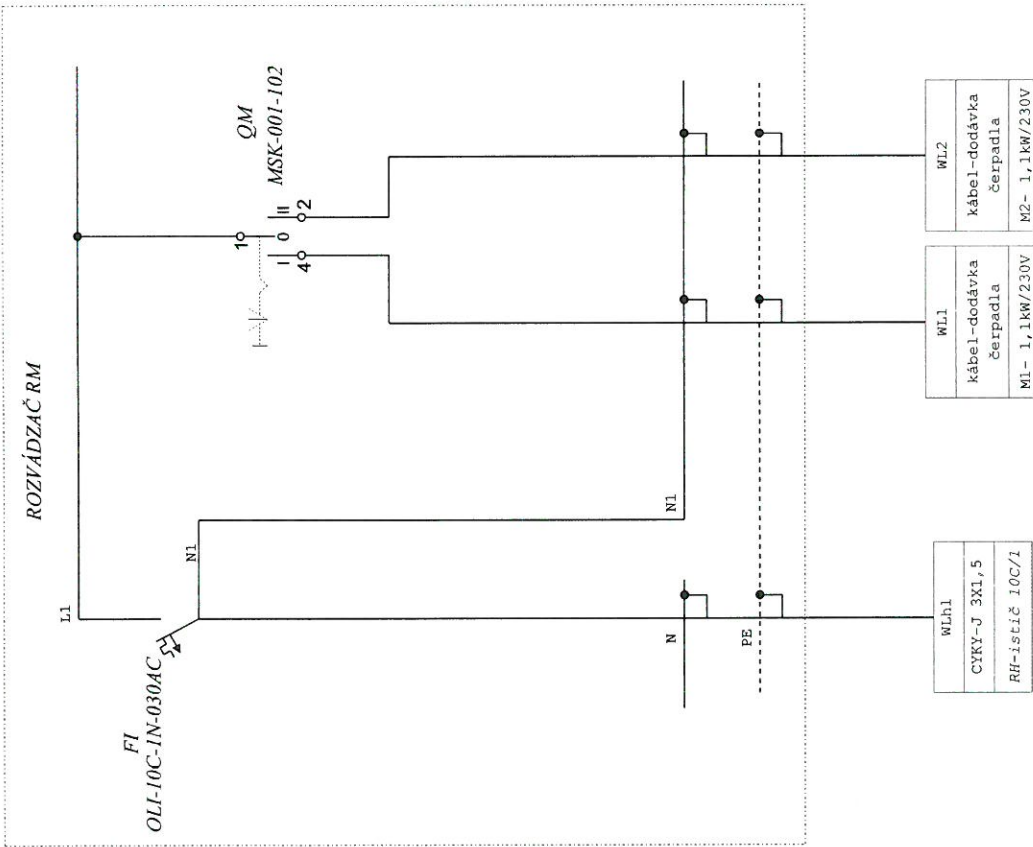 ROZVÁDZAČ RM
L1
FI
OLI-10C-1N-030AC
N1
QM
MSK-001-102
1
I
0
II
4
2
N
N1
PE
WLh1
CYKY-J 3X1,5
RH-istič 10C/1
WL1
kábel-dodávka
čerpadla
M1- 1,1kW/230V
WL2
kábel-dodávka
čerpadla
M2- 1,1kW/230V